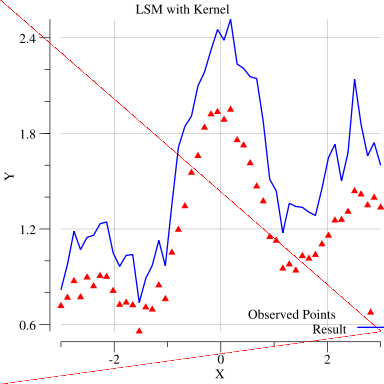 LSM with Kernel
2.4
1.8
Y
1.2
0.6
Observed Points
Result
-2 0 2
X